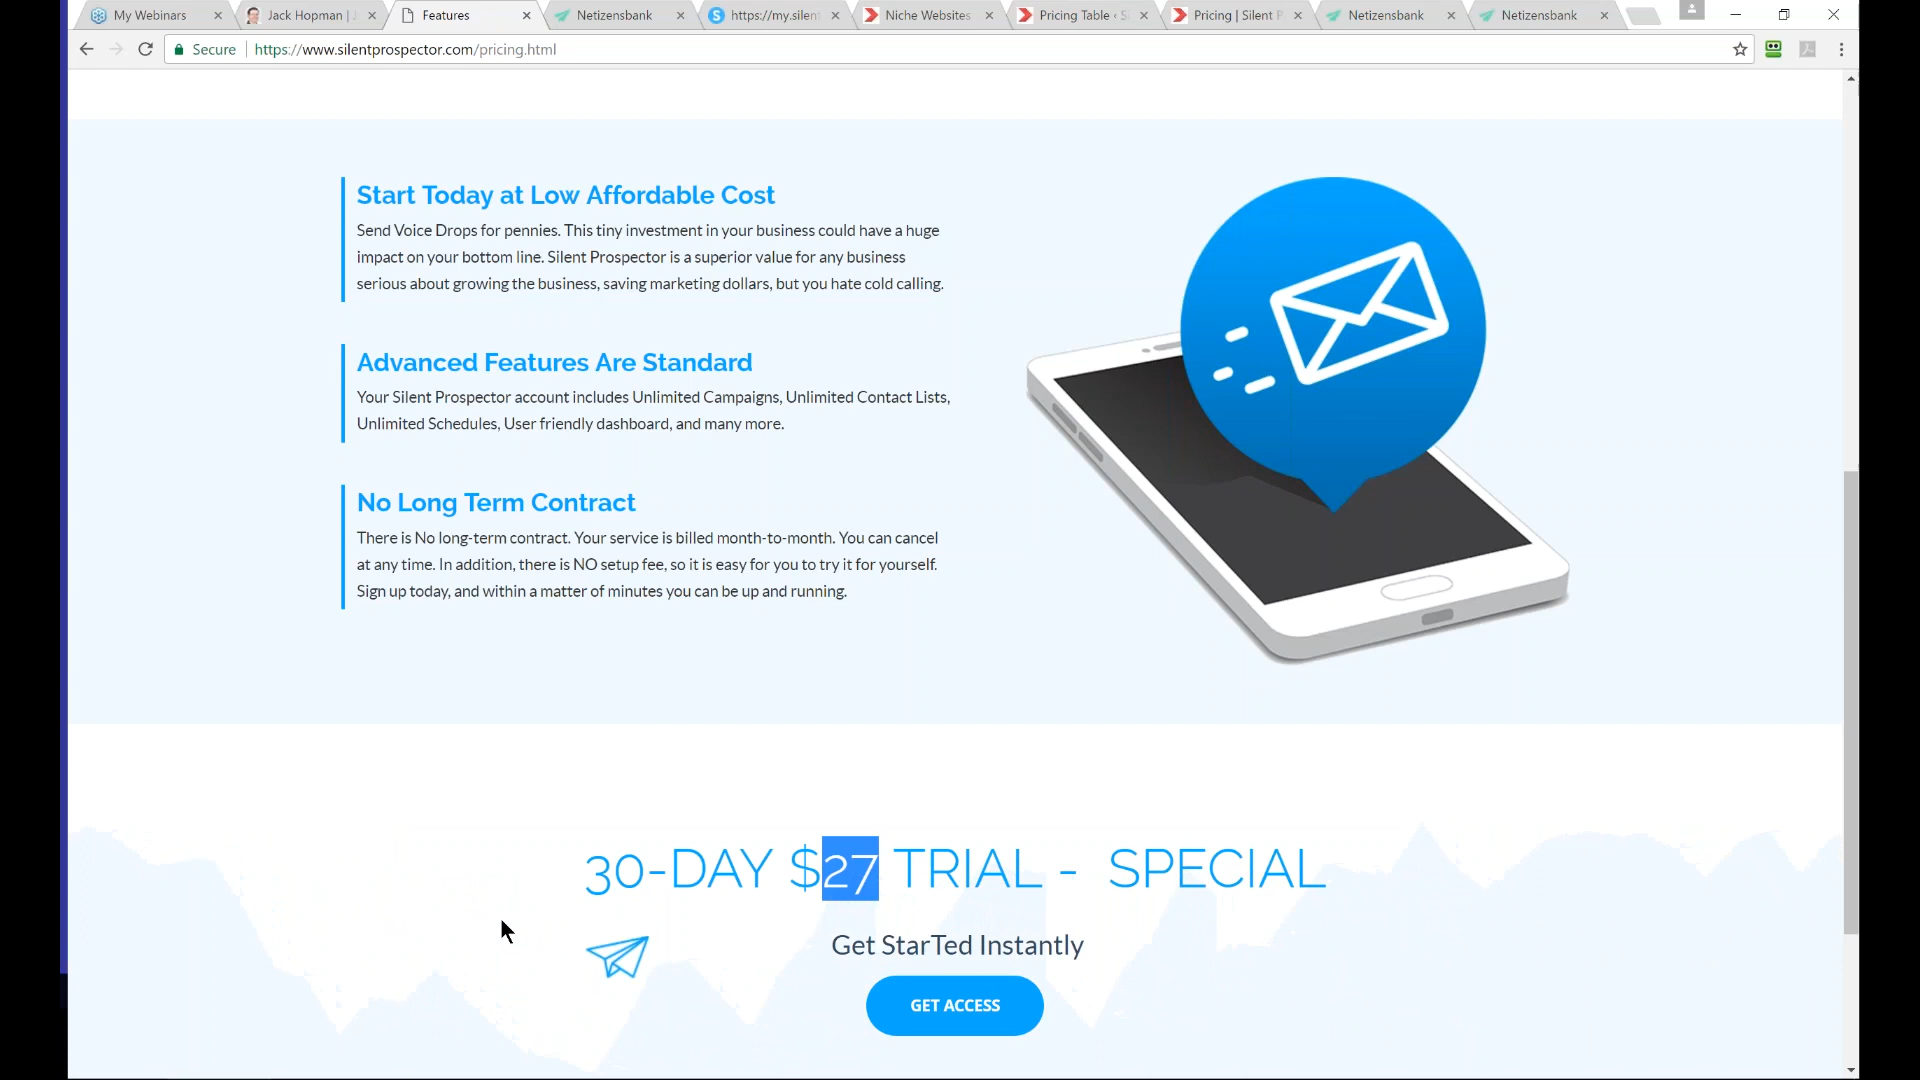 My Webinars
Jack Hopman |
Features
Netizensbank
https://my.silen
Niche Websites
Pricing Table ‹ S
Pricing | Silent P
Netizensbank
Netizensbank
Secure
https://www.silentprospector.com/pricing.html
Start Today at Low Affordable Cost
Send Voice Drops for pennies. This tiny investment in your business could have a huge
impact on your bottom line. Silent Prospector is a superior value for any business
serious about growing the business, saving marketing dollars, but you hate cold calling.
Advanced Features Are Standard
Your Silent Prospector account includes Unlimited Campaigns, Unlimited Contact Lists,
Unlimited Schedules, User friendly dashboard, and many more.
No Long Term Contract
There is No long-term contract. Your service is billed month-to-month. You can cancel
at any time. In addition, there is NO setup fee, so it is easy for you to try it for yourself.
Sign up today, and within a matter of minutes you can be up and running.
30-DAY $27 TRIAL - SPECIAL
Get StarTed Instantly
GET ACCESS